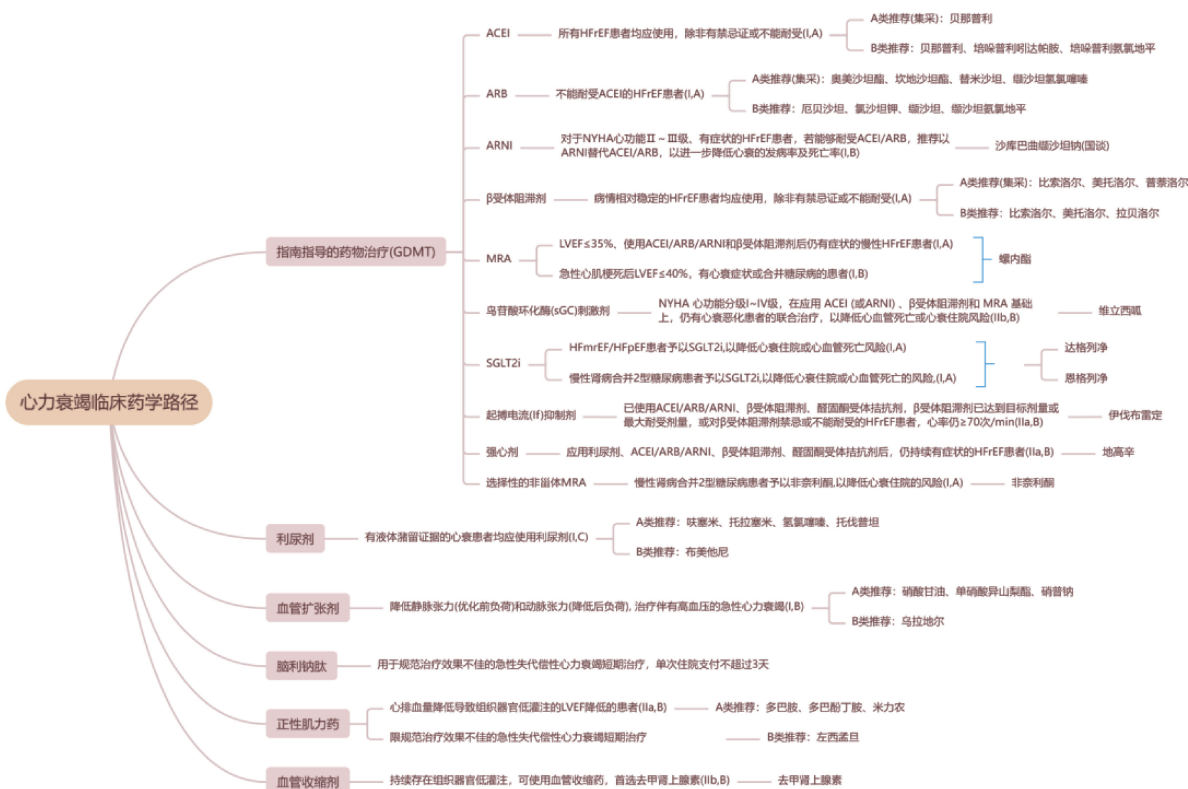 心力衰竭临床药学路径
指南指导的药物治疗(GDMT)
ACEI
所有HFrEF患者均应使用，除非有禁忌证或不能耐受(I,A)
A类推荐(集采)：贝那普利
B类推荐：贝那普利、培哚普利吲达帕胺、培哚普利氨氯地平
ARB
不能耐受ACEI的HFrEF患者(I,A)
A类推荐(集采)：奥美沙坦酯、坎地沙坦酯、替米沙坦、缬沙坦氢氯噻嗪
B类推荐：厄贝沙坦、氯沙坦钾、缬沙坦、缬沙坦氨氯地平
ARNI
对于NYHA心功能Ⅱ～Ⅲ级、有症状的HFrEF患者，若能够耐受ACEI/ARB，推荐以
ARNI替代ACEI/ARB，以进一步降低心衰的发病率及死亡率(I,B)
沙库巴曲缬沙坦钠(国谈)
β受体阻滞剂
病情相对稳定的HFrEF患者均应使用，除非有禁忌证或不能耐受(I,A)
A类推荐(集采)：比索洛尔、美托洛尔、普萘洛尔
B类推荐：比索洛尔、美托洛尔、拉贝洛尔
MRA
LVEF≤35%、使用ACEI/ARB/ARNI和β受体阻滞剂后仍有症状的慢性HFrEF患者(I,A)
急性心肌梗死后LVEF≤40%，有心衰症状或合并糖尿病的患者(I,B)
螺内酯
鸟苷酸环化酶(sGC)刺激剂
NYHA 心功能分级I~IV级，在应用 ACEI (或ARNI) 、β受体阻滞剂和 MRA 基础
上，仍有心衰恶化患者的联合治疗，以降低心血管死亡或心衰住院风险(IIb,B)
维立西呱
SGLT2i
HFmrEF/HFpEF患者予以SGLT2i,以降低心衰住院或心血管死亡风险(I,A)
慢性肾病合并2型糖尿病患者予以SGLT2i,以降低心衰住院或心血管死亡的风险,(I,A)
达格列净
恩格列净
起搏电流(If)抑制剂
已使用ACEI/ARB/ARNI、β受体阻滞剂、醛固酮受体拮抗剂，β受体阻滞剂已达到目标剂量或
最大耐受剂量，或对β受体阻滞剂禁忌或不能耐受的HFrEF患者，心率仍≥70次/min(IIa,B)
伊伐布雷定
强心剂
应用利尿剂、ACEI/ARB/ARNI、β受体阻滞剂、醛固酮受体拮抗剂后，仍持续有症状的HFrEF患者(IIa,B)
地高辛
选择性的非甾体MRA
慢性肾病合并2型糖尿病患者予以非奈利酮,以降低心衰住院的风险(I,A)
非奈利酮
利尿剂
有液体潴留证据的心衰患者均应使用利尿剂(I,C)
A类推荐：呋塞米、托拉塞米、氢氯噻嗪、托伐普坦
B类推荐：布美他尼
血管扩张剂
降低静脉张力(优化前负荷)和动脉张力(降低后负荷), 治疗伴有高血压的急性心力衰竭(I,B)
A类推荐：硝酸甘油、单硝酸异山梨酯、硝普钠
B类推荐：乌拉地尔
脑利钠肽
用于规范治疗效果不佳的急性失代偿性心力衰竭短期治疗，单次住院支付不超过3天
正性肌力药
心排血量降低导致组织器官低灌注的LVEF降低的患者(IIa,B)
A类推荐：多巴胺、多巴酚丁胺、米力农
限规范治疗效果不佳的急性失代偿性心力衰竭短期治疗
B类推荐：左西孟旦
血管收缩剂
持续存在组织器官低灌注，可使用血管收缩药，首选去甲肾上腺素(IIb,B)
去甲肾上腺素